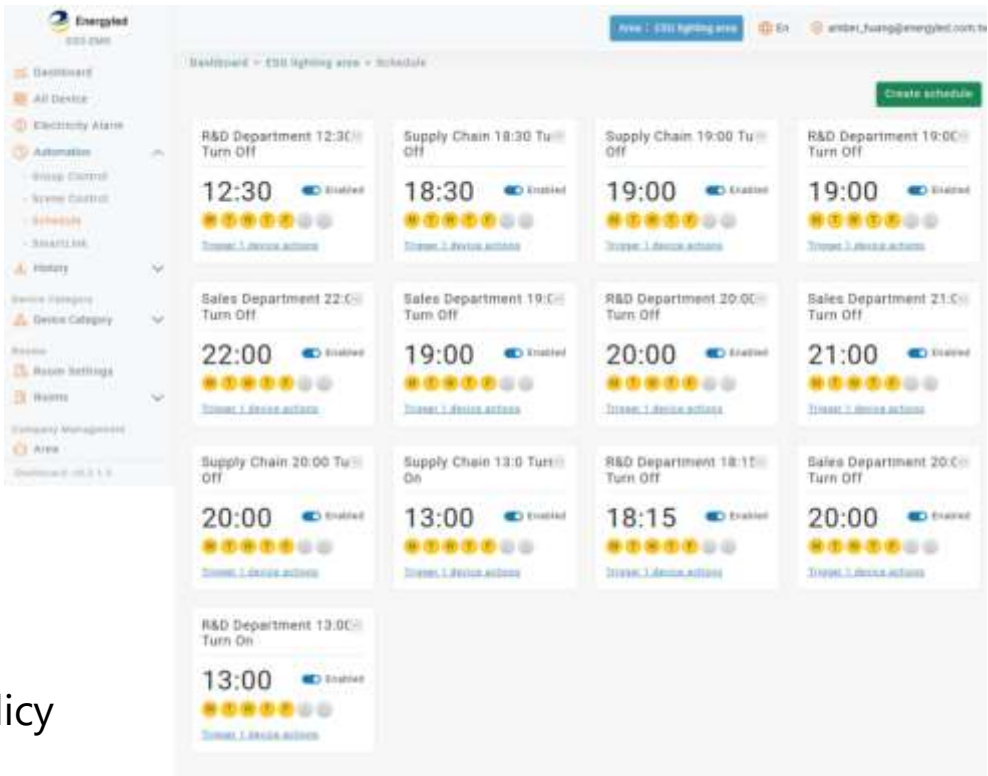 Energyled
ESG EMS
Area : ESG lighting area
En
amber_huang@energyled.com.tw
Dashboard
All Device
Electricity Alarm
Automation
- Group Control
- Scene Control
- Schedule
- SmartLink
History
Device Category
Device Category
Rooms
Room Settings
Rooms
Company Management
Area
Dashboard > ESG lighting area > Schedule
Create schedule
R&D Department 12:30
Turn Off
12:30
Enabled
M T W T F
Trigger 1 device actions
Supply Chain 18:30 Tu
Off
18:30
Enabled
M T W T F
Trigger 1 device actions
Supply Chain 19:00 Tu
Off
19:00
Enabled
M T W T F
Trigger 1 device actions
R&D Department 19:00
Turn Off
19:00
Enabled
M T W T F
Trigger 1 device actions
Sales Department 22:0
Turn Off
22:00
Enabled
M T W T F
Trigger 1 device actions
Sales Department 19:0
Turn Off
19:00
Enabled
M T W T F
Trigger 1 device actions
R&D Department 20:00
Turn Off
20:00
Enabled
M T W T F
Trigger 1 device actions
Sales Department 21:0
Turn Off
21:00
Enabled
M T W T F
Trigger 1 device actions
Supply Chain 20:00 Tu
Off
20:00
Enabled
M T W T F
Trigger 1 device actions
Supply Chain 13:0 Turn
On
13:00
Enabled
M T W T F
Trigger 1 device actions
R&D Department 18:15
Turn Off
18:15
Enabled
M T W T F
Trigger 1 device actions
Sales Department 20:0
Turn Off
20:00
Enabled
M T W T F
Trigger 1 device actions
R&D Department 13:00
Turn On
13:00
Enabled
M T W T F
Trigger 1 device actions
licy